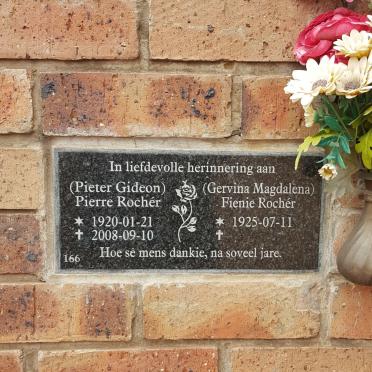 In liefdevolle herinnering aan
(Pieter Gideon) (Gervina Magdalena)
Pierre Rochér Fienie Rochér
* 1920-01-21 * 1925-07-11
✝ 2008-09-10 ✝
Hoe sê mens dankie, na soveel jare.
166